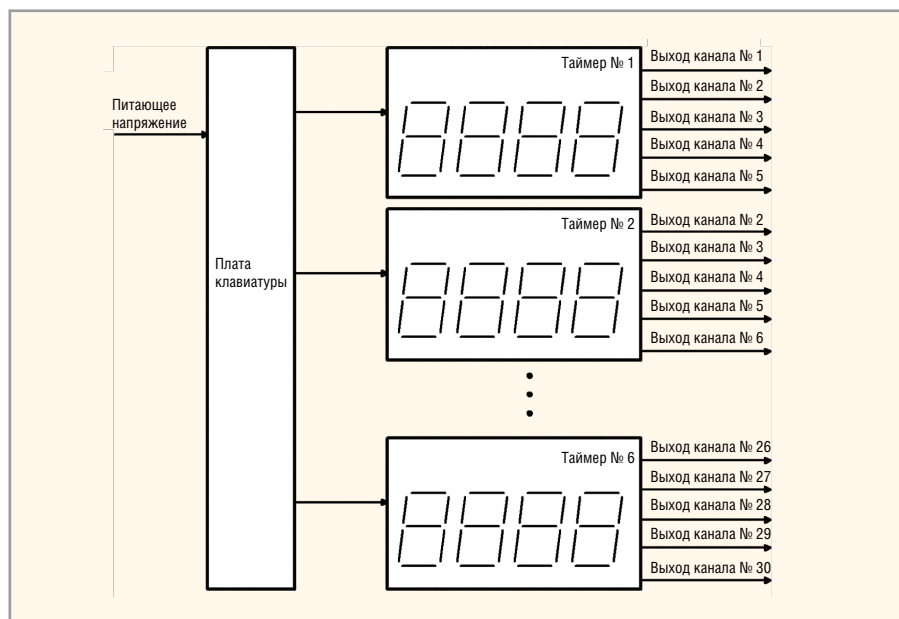 Питающее
напряжение
Плата
клавиатуры
Таймер № 1
Выход канала № 1
Выход канала № 2
Выход канала № 3
Выход канала № 4
Выход канала № 5
Таймер № 2
Выход канала № 2
Выход канала № 3
Выход канала № 4
Выход канала № 5
Выход канала № 6
Таймер № 6
Выход канала № 26
Выход канала № 27
Выход канала № 28
Выход канала № 29
Выход канала № 30